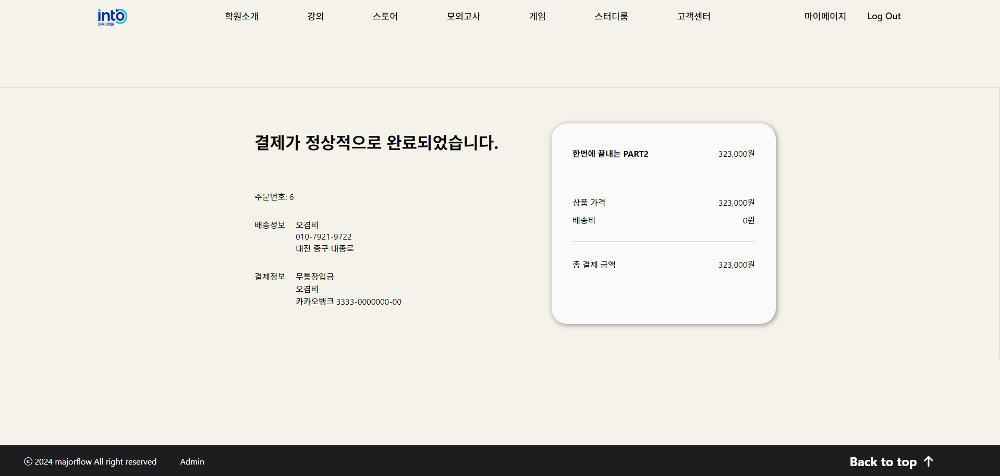 into
인투어학원
학원소개 강의 스토어 모의고사 게임 스터디룸 고객센터 마이페이지 Log Out
결제가 정상적으로 완료되었습니다.
주문번호: 6
배송정보 오겸비
010-7921-9722
대전 중구 대종로
결제정보 무통장입금
오겸비
카카오뱅크 3333-0000000-00
한번에 끝내는 PART2 323,000원
상품 가격 323,000원
배송비 0원
총 결제 금액 323,000원
ⓒ 2024 majorflow All right reserved Admin
Back to top ↑